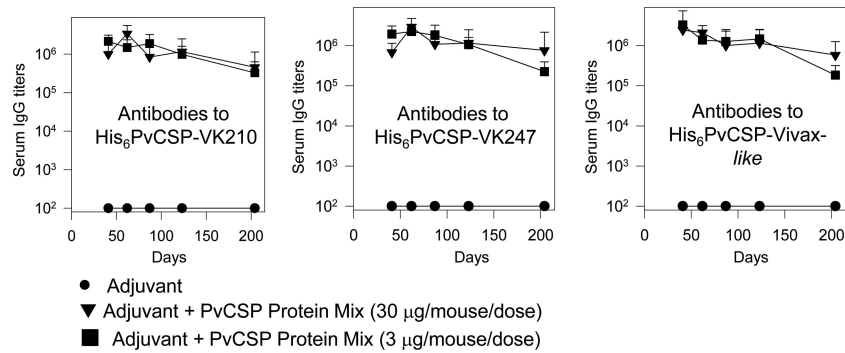 Serum IgG titers
10⁶
10⁵
10⁴
10³
10²
Antibodies to
His₆PvCSP-VK210
0 50 100 150 200
Days
Serum IgG titers
10⁶
10⁵
10⁴
10³
10²
Antibodies to
His₆PvCSP-VK247
0 50 100 150 200
Days
Serum IgG titers
10⁶
10⁵
10⁴
10³
10²
Antibodies to
His₆PvCSP-Vivax-
like
0 50 100 150 200
Days
Adjuvant
Adjuvant + PvCSP Protein Mix (30 μg/mouse/dose)
Adjuvant + PvCSP Protein Mix (3 μg/mouse/dose)